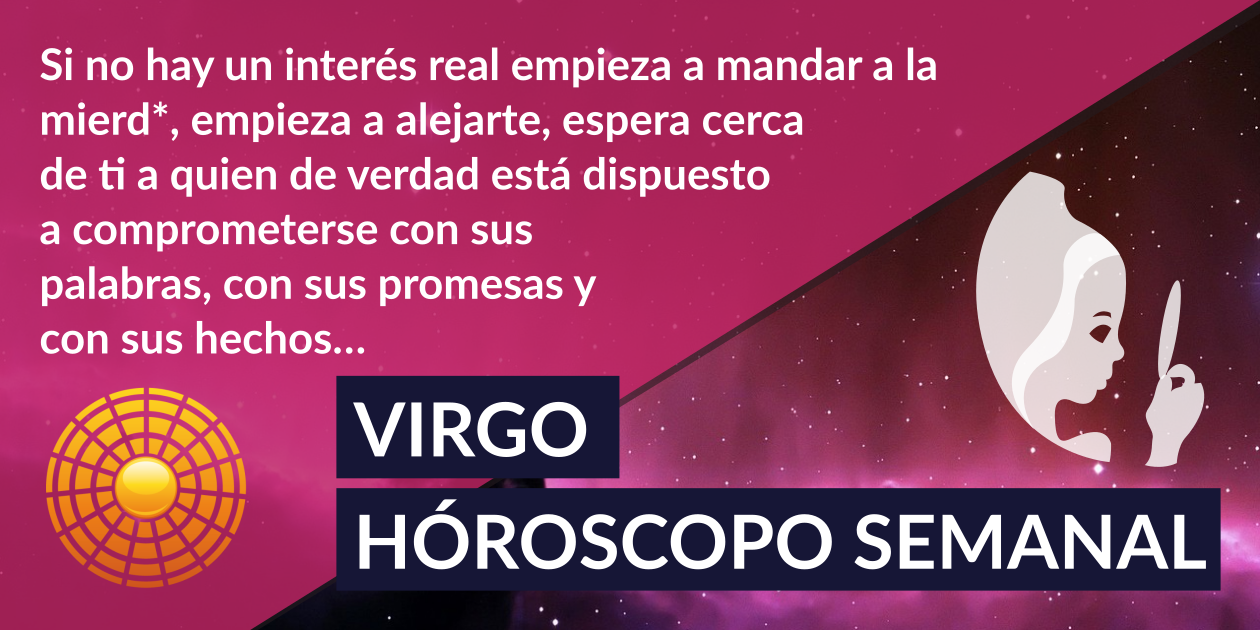 Si no hay un interés real empieza a mandar a la
mierd*, empieza a alejarte, espera cerca
de ti a quien de verdad está dispuesto
a comprometerse con sus
palabras, con sus promesas y
con sus hechos...
VIRGO
HÓROSCOPO SEMANAL